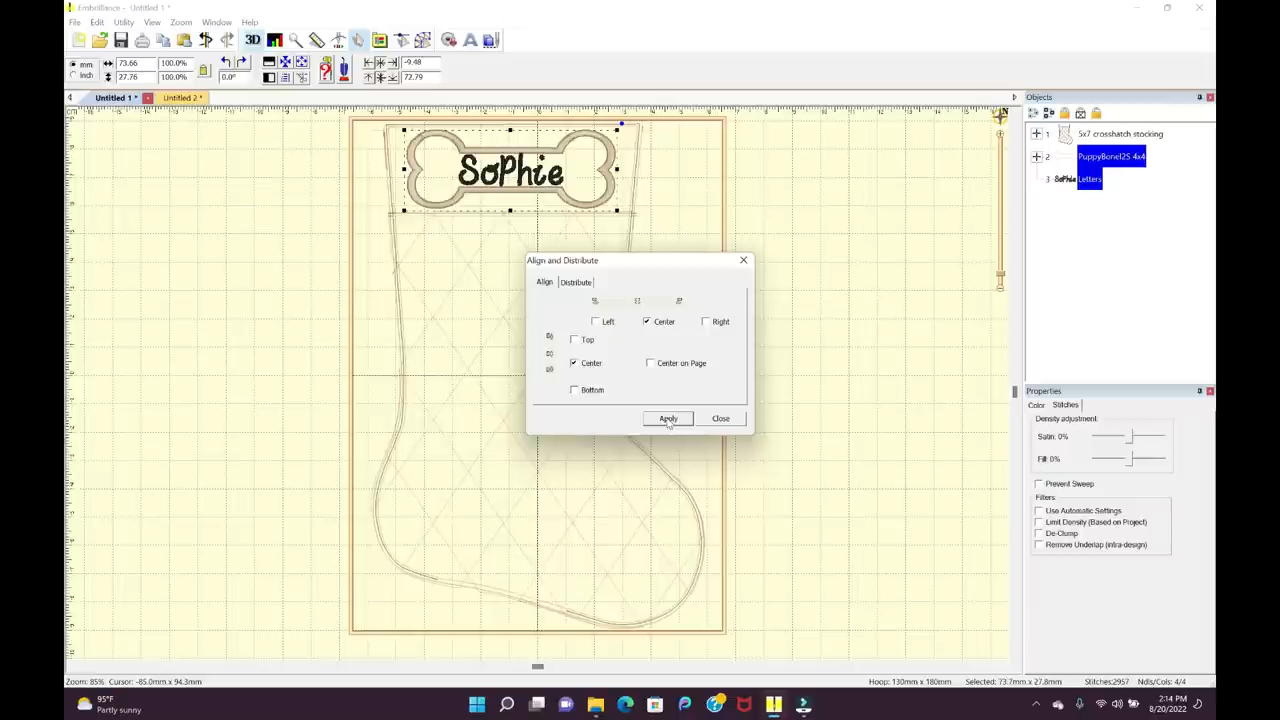 Embrilliance - Untitled 1 *
File Edit Utility View Zoom Window Help
3D
mm 73.66 100.0% -9.48
inch 27.76 100.0% 0.0° 72.79
Untitled 1 * Untitled 2 *
Objects
1 5x7 crosshatch stocking
2 PuppyBone12S 4x4
3 Sophie Letters
SoPhie
Align and Distribute
Align Distribute
Left Center Right
Top
Center Center on Page
Bottom
Apply Close
Properties
Color Stitches
Density adjustment:
Satin: 0%
Fill: 0%
Prevent Sweep
Filters:
Use Automatic Settings
Limit Density (Based on Project)
De-Clump
Remove Underlap (intra-design)
Zoom: 85% Cursor: -85.0mm x 94.3mm Hoop: 130mm x 180mm Selected: 73.7mm x 27.8mm Stitches:2957 Ndls/Cols: 4/4
95°F
Partly sunny
2:14 PM
8/20/2022